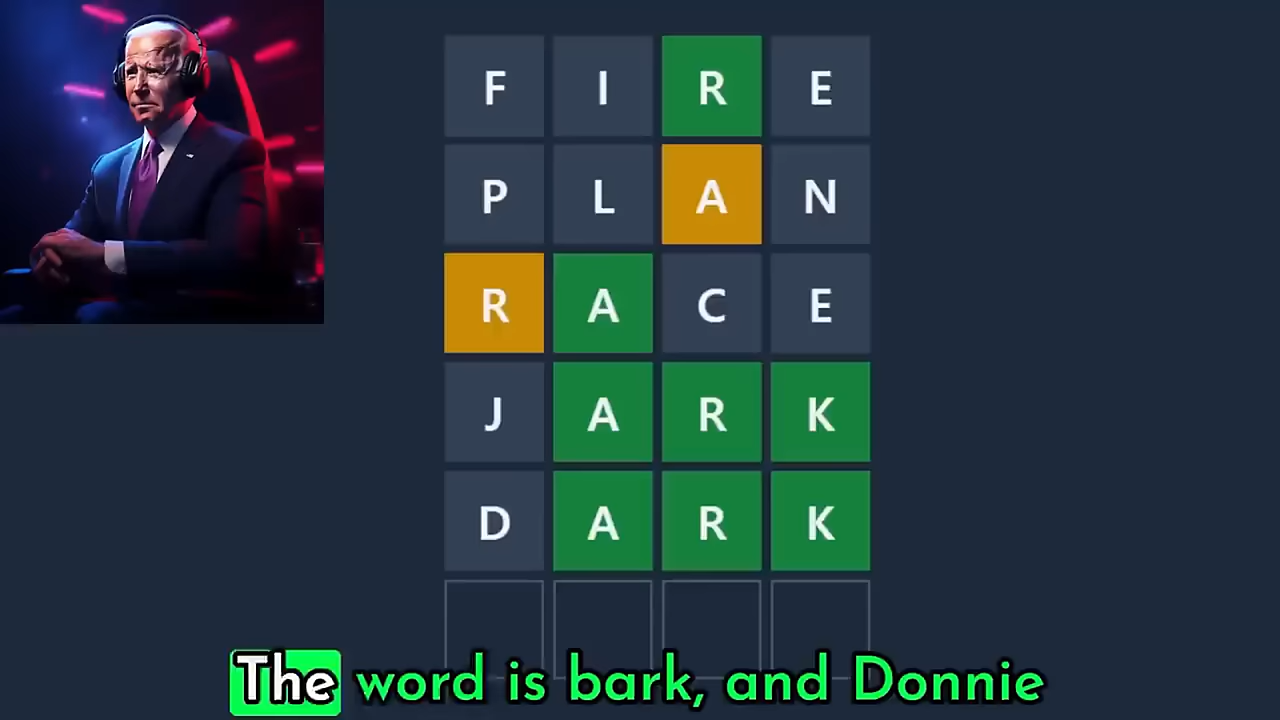 F I R E
P L A N
R A C E
J A R K
D A R K
The word is bark, and Donnie